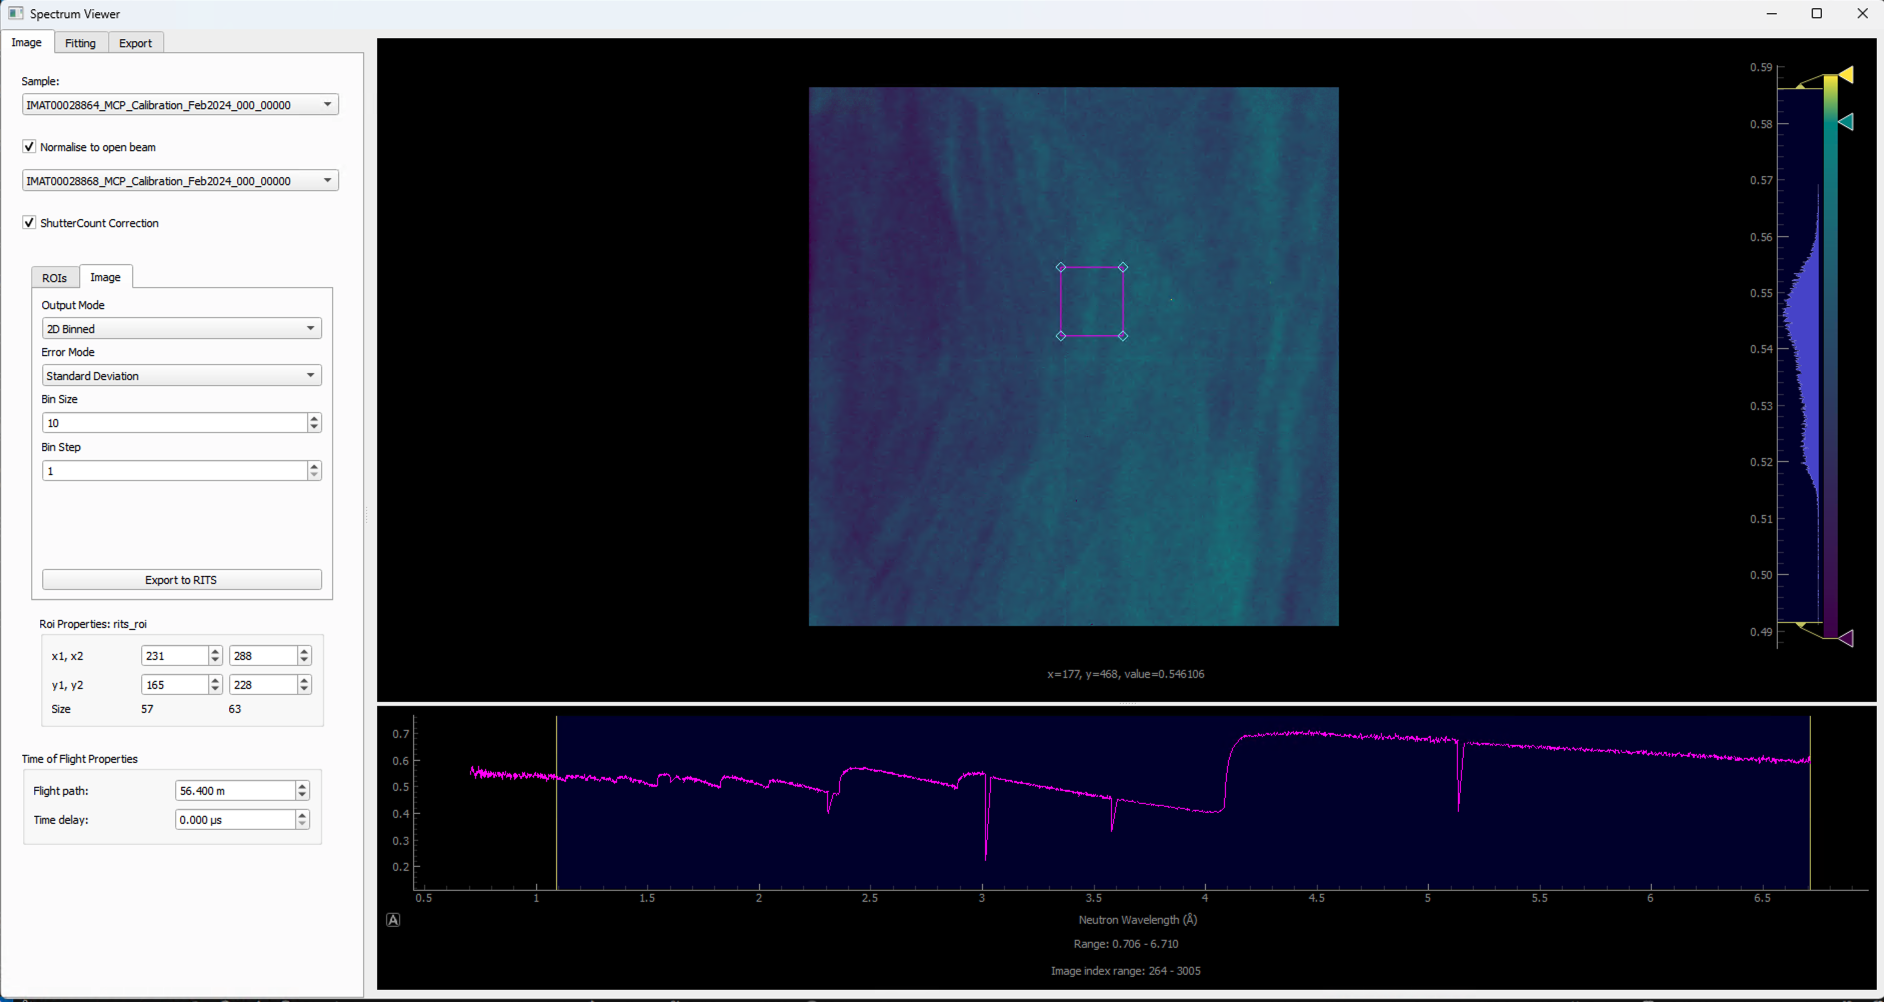 Spectrum Viewer
Image Fitting Export
Sample:
IMAT00028864_MCP_Calibration_Feb2024_000_00000
Normalise to open beam
IMAT00028868_MCP_Calibration_Feb2024_000_00000
ShutterCount Correction
ROIs Image
Output Mode
2D Binned
Error Mode
Standard Deviation
Bin Size
10
Bin Step
1
Export to RITS
Roi Properties: rits_roi
x1, x2 231 288
y1, y2 165 228
Size 57 63
Time of Flight Properties
Flight path: 56.400 m
Time delay: 0.000 µs
0.59
0.58
0.57
0.56
0.55
0.54
0.53
0.52
0.51
0.50
0.49
x=177, y=468, value=0.546106
0.7
0.6
0.5
0.4
0.3
0.2
0.5 1 1.5 2 2.5 3 3.5 4 4.5 5 5.5 6 6.5
A
Neutron Wavelength (Å)
Range: 0.706 - 6.710
Image index range: 264 - 3005